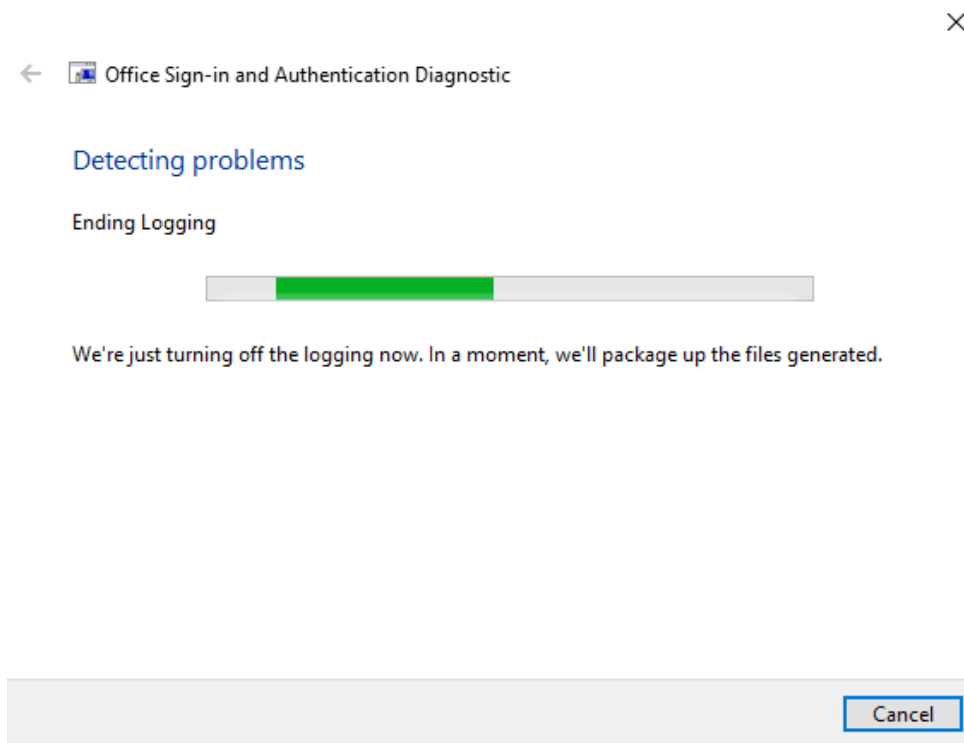 Office Sign-in and Authentication Diagnostic
Detecting problems
Ending Logging
We're just turning off the logging now. In a moment, we'll package up the files generated.
Cancel